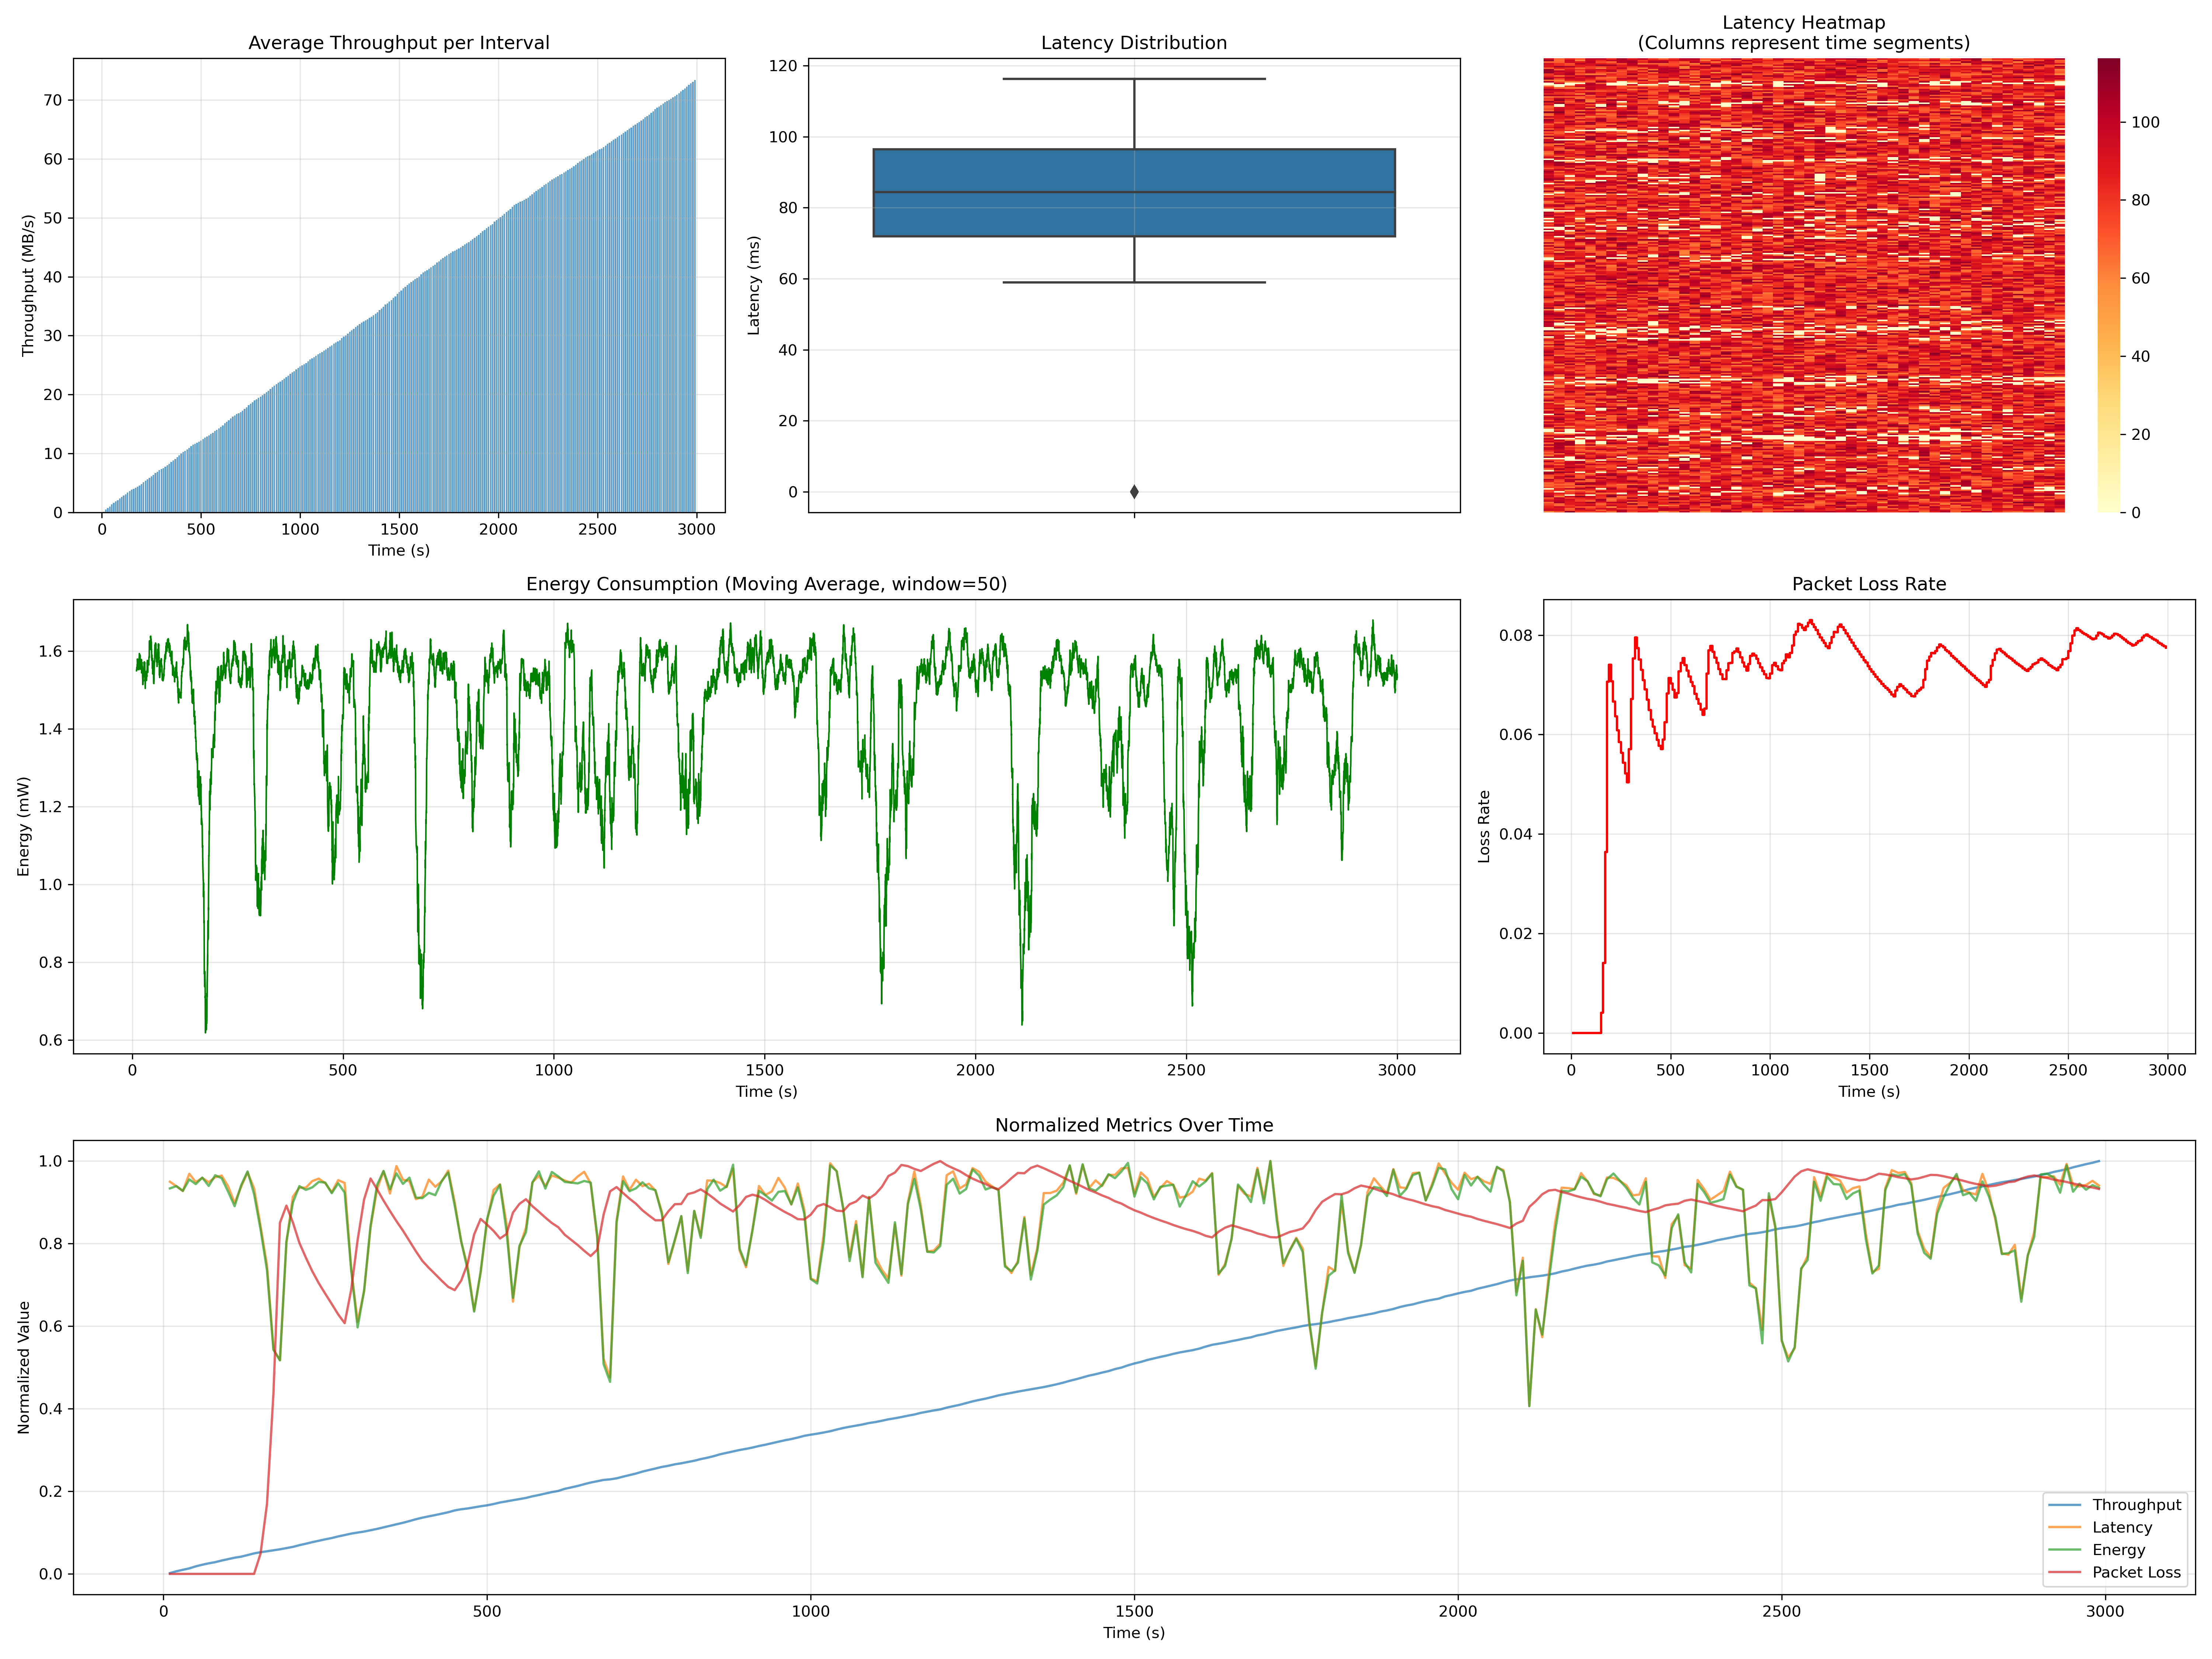 Average Throughput per Interval
Throughput (MB/s)
70
60
50
40
30
20
10
0
0 500 1000 1500 2000 2500 3000
Time (s)
Latency Distribution
Latency (ms)
120
100
80
60
40
20
0
Latency Heatmap
(Columns represent time segments)
100
80
60
40
20
0
Energy Consumption (Moving Average, window=50)
Energy (mW)
1.6
1.4
1.2
1.0
0.8
0.6
0 500 1000 1500 2000 2500 3000
Time (s)
Packet Loss Rate
Loss Rate
0.08
0.06
0.04
0.02
0.00
0 500 1000 1500 2000 2500 3000
Time (s)
Normalized Metrics Over Time
Normalized Value
1.0
0.8
0.6
0.4
0.2
0.0
Throughput
Latency
Energy
Packet Loss
0 500 1000 1500 2000 2500 3000
Time (s)